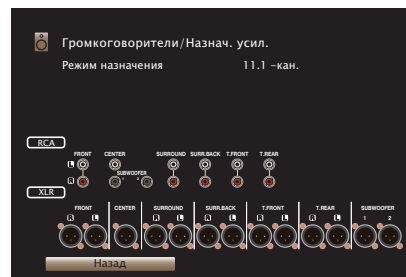 Громкоговорители/Назнач. усил.
Режим назначения 11.1 –кан.
RCA
FRONT CENTER SURROUND SURR.BACK T.FRONT T.REAR
L
SUBWOOFER
1 2
R
XLR
FRONT CENTER SURROUND SURR.BACK T.FRONT T.REAR SUBWOOFER
R L R L R L R L R L 1 2
Назад